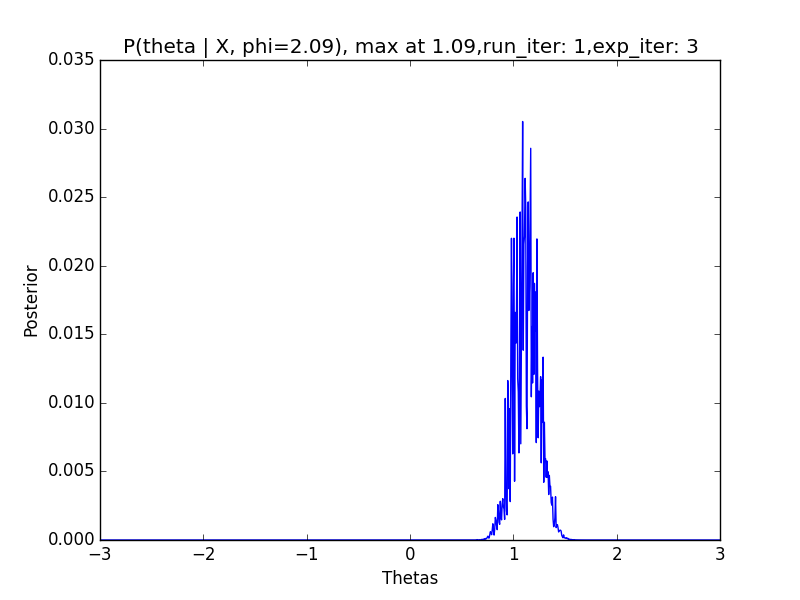 P(theta | X, phi=2.09), max at 1.09,run_iter: 1,exp_iter: 3
0.035
0.030
0.025
0.020
0.015
0.010
0.005
0.000
Posterior
−3 −2 −1 0 1 2 3
Thetas